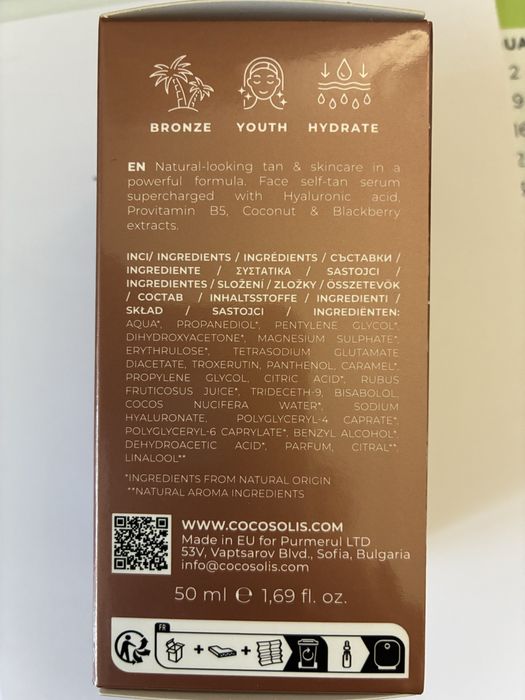 BRONZE YOUTH HYDRATE
EN Natural-looking tan & skincare in a
powerful formula. Face self-tan serum
supercharged with Hyaluronic acid,
Provitamin B5, Coconut & Blackberry
extracts.
INCI/ INGREDIENTS / INGRÉDIENTS / СЪСТАВКИ /
INGREDIENTE / ΣΥΣΤΑΤΙΚΑ / SASTOJCI /
INGREDIENTES / SLOŽENÍ / ZLOŽKY / ÖSSZETEVŐK
/ СОСТАВ / INHALTSSTOFFE / INGREDIENTI /
SKŁAD / SASTOJCI / INGREDIËNTEN:
AQUA*, PROPANEDIOL*, PENTYLENE GLYCOL*,
DIHYDROXYACETONE*, MAGNESIUM SULPHATE*,
ERYTHRULOSE*, TETRASODIUM GLUTAMATE
DIACETATE, TROXERUTIN, PANTHENOL, CARAMEL*,
PROPYLENE GLYCOL, CITRIC ACID*, RUBUS
FRUTICOSUS JUICE*, TRIDECETH-9, BISABOLOL,
COCOS NUCIFERA WATER*, SODIUM
HYALURONATE, POLYGLYCERYL-4 CAPRATE*,
POLYGLYCERYL-6 CAPRYLATE*, BENZYL ALCOHOL*,
DEHYDROACETIC ACID*, PARFUM, CITRAL**,
LINALOOL**
*INGREDIENTS FROM NATURAL ORIGIN
**NATURAL AROMA INGREDIENTS
WWW.COCOSOLIS.COM
Made in EU for Purmerul LTD
53V, Vaptsarov Blvd., Sofia, Bulgaria
info@cocosolis.com
50 ml ℮ 1,69 fl. oz.
FR
+ +
UA
2
9